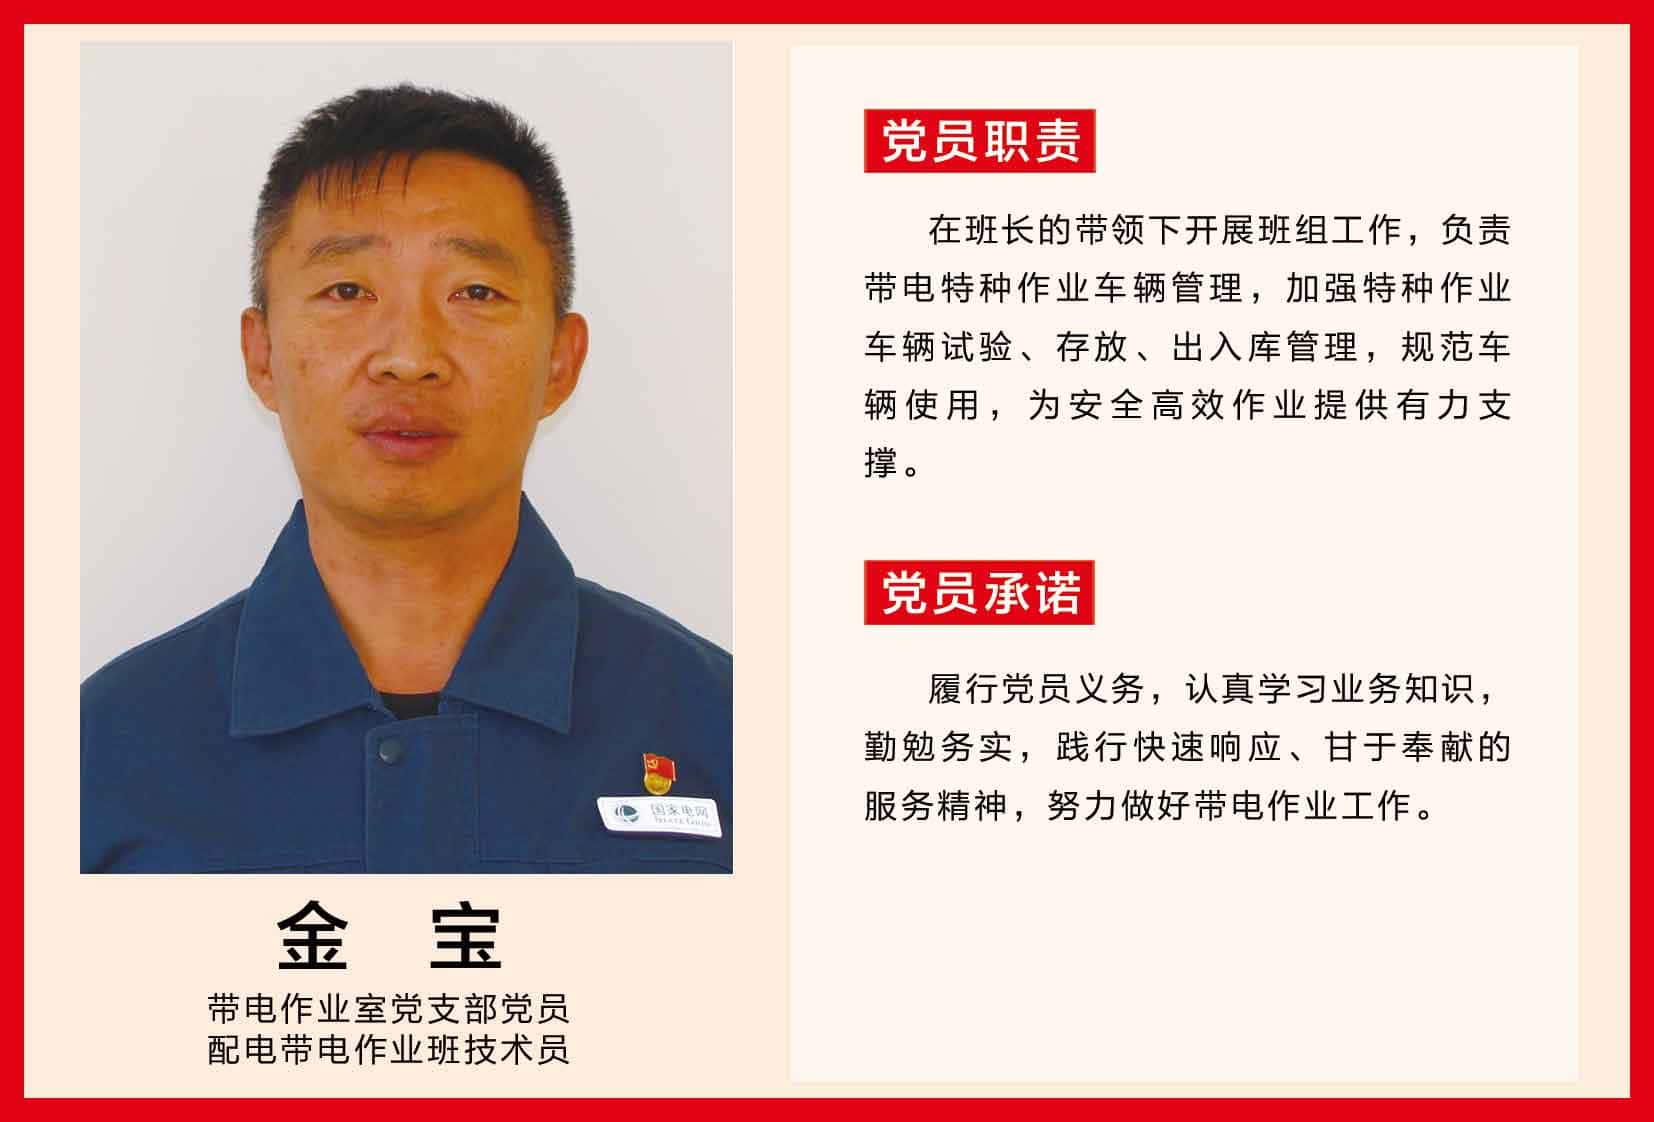 国家电网
STATE GRID
金 宝
带电作业室党支部党员
配电带电作业班技术员
党员职责
在班长的带领下开展班组工作，负责
带电特种作业车辆管理，加强特种作业
车辆试验、存放、出入库管理，规范车
辆使用，为安全高效作业提供有力支
撑。
党员承诺
履行党员义务，认真学习业务知识，
勤勉务实，践行快速响应、甘于奉献的
服务精神，努力做好带电作业工作。